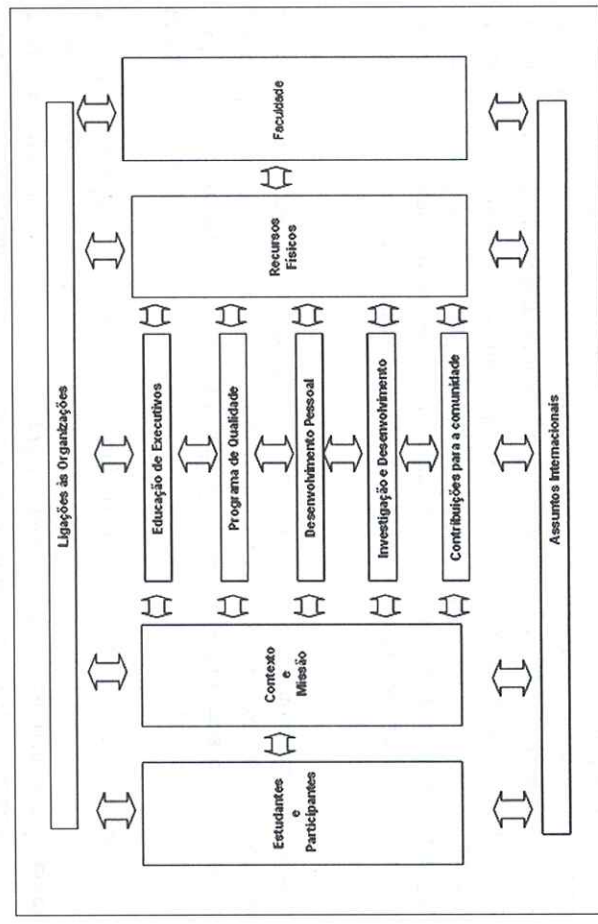 Ligações às Organizações
Estudantes
e
Participantes
Contexto
e
Missão
Educação de Executivos
Programa de Qualidade
Desenvolvimento Pessoal
Investigação e Desenvolvimento
Contribuições para a comunidade
Recursos
Físicos
Faculdade
Assuntos Internacionais